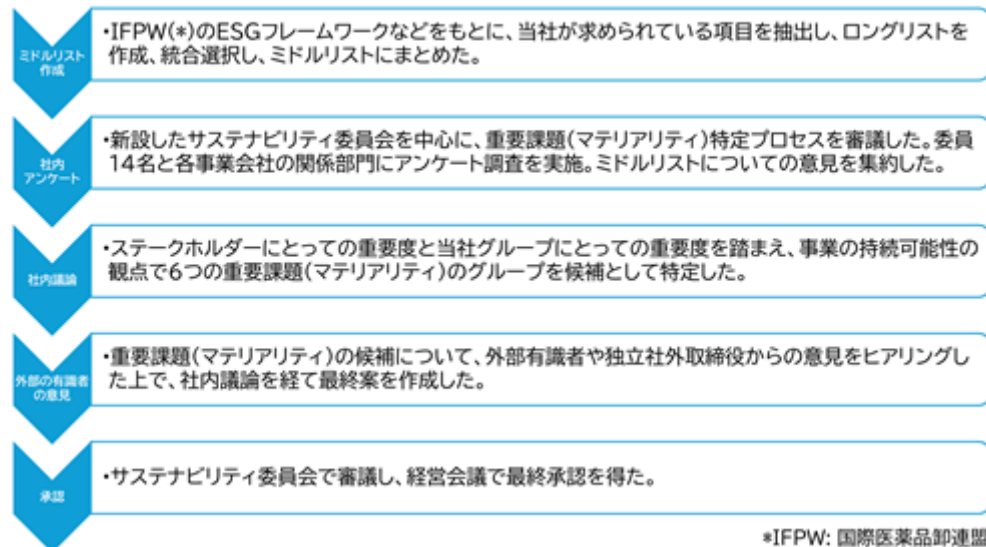 ミドルリスト
作成
・IFPW(*)のESGフレームワークなどをもとに、当社が求められている項目を抽出し、ロングリストを
作成、統合選択し、ミドルリストにまとめた。
社内
アンケート
・新設したサステナビリティ委員会を中心に、重要課題(マテリアリティ)特定プロセスを審議した。委員
14名と各事業会社の関係部門にアンケート調査を実施。ミドルリストについての意見を集約した。
社内議論
・ステークホルダーにとっての重要度と当社グループにとっての重要度を踏まえ、事業の持続可能性の
観点で6つの重要課題(マテリアリティ)のグループを候補として特定した。
外部の有識者
の意見
・重要課題(マテリアリティ)の候補について、外部有識者や独立社外取締役からの意見をヒアリングし
た上で、社内議論を経て最終案を作成した。
承認
・サステナビリティ委員会で審議し、経営会議で最終承認を得た。
*IFPW: 国際医薬品卸連盟